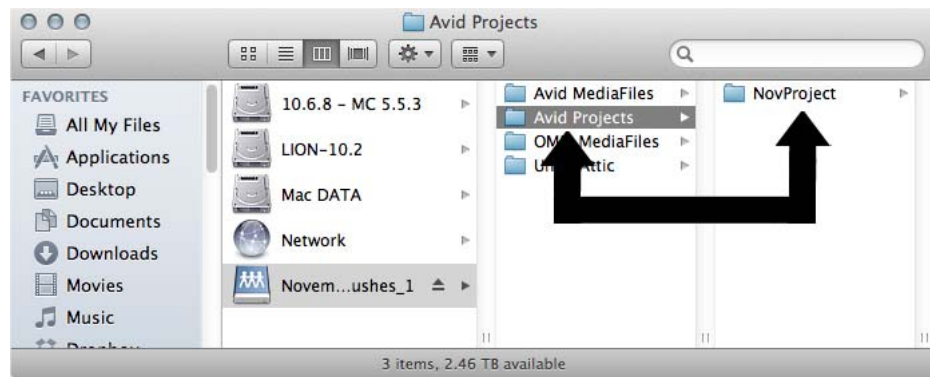 Avid Projects
FAVORITES
All My Files
Applications
Desktop
Documents
Downloads
Movies
Music
10.6.8 – MC 5.5.3
LION-10.2
Mac DATA
Network
Novem...ushes_1
Avid MediaFiles
Avid Projects
MediaFiles
NovProject
3 items, 2.46 TB available